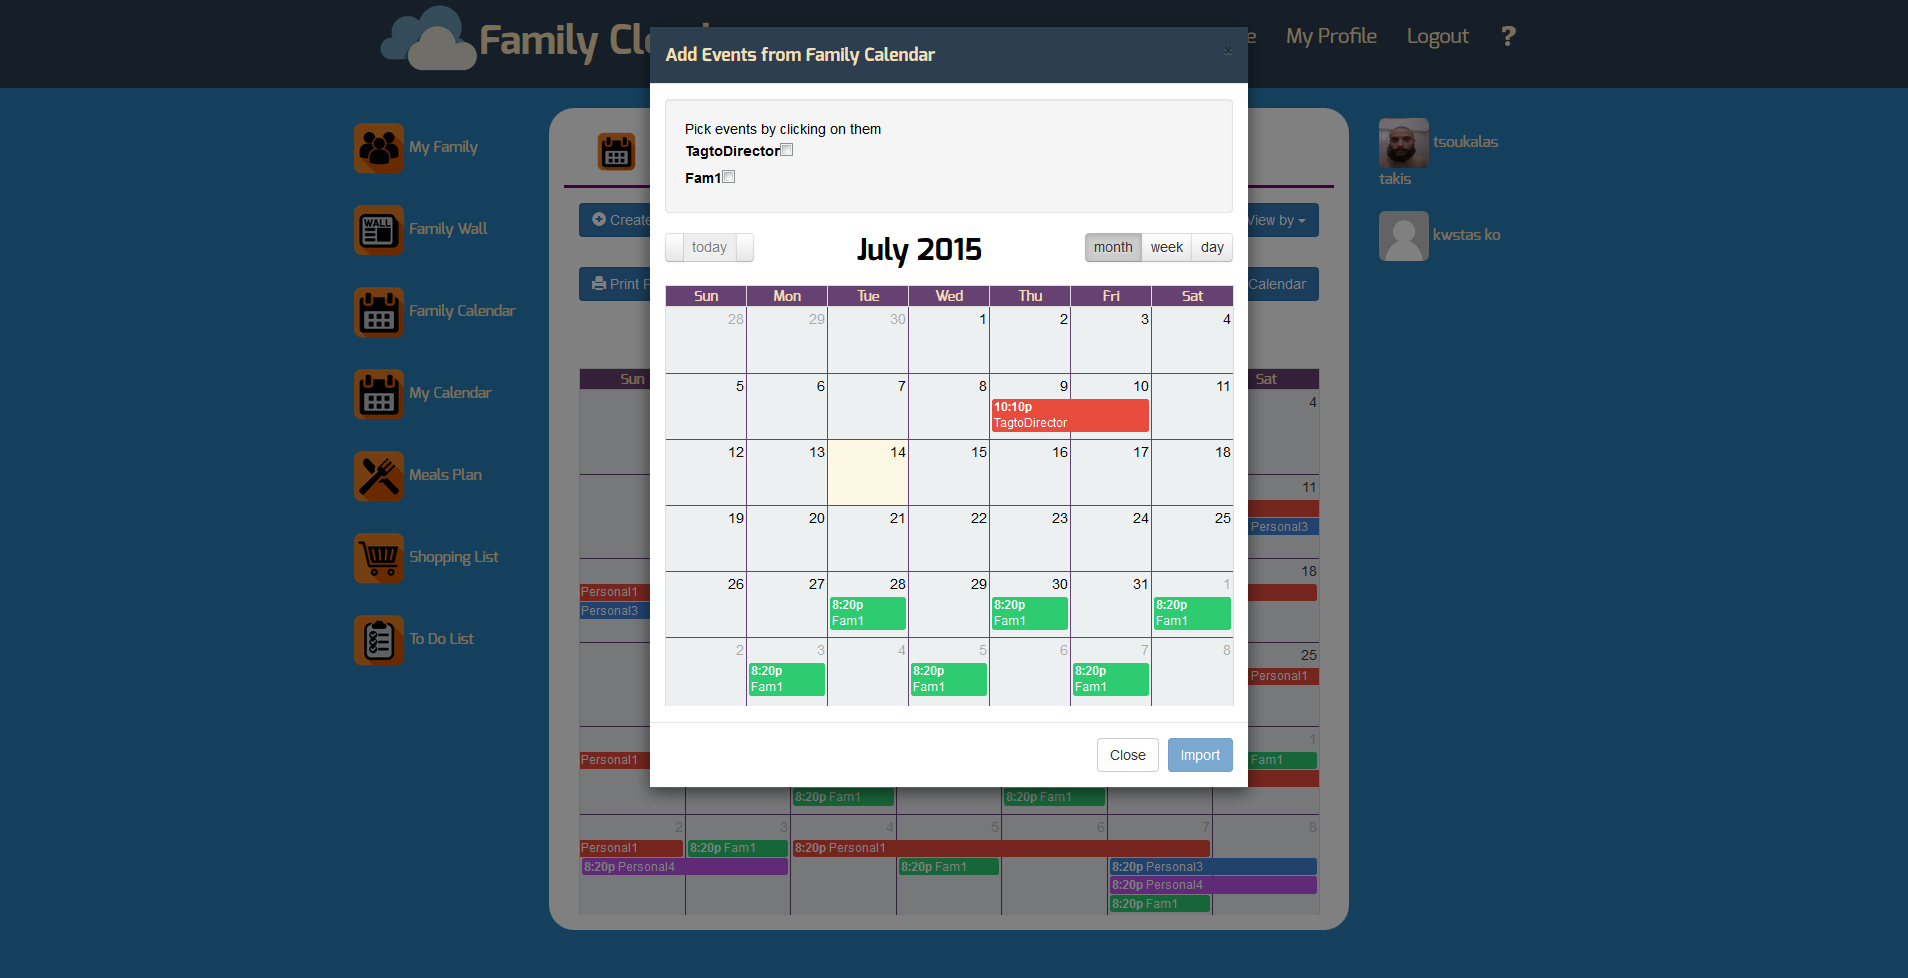 Family Clo
e
My Profile
Logout
?
Add Events from Family Calendar
×
My Family
Family Wall
WALL
Family Calendar
My Calendar
Meals Plan
Shopping List
To Do List
tsoukalas
takis
kwstas ko
Create
View by
Print F
Calendar
Pick events by clicking on them
TagtoDirector
Fam1
today
July 2015
month week day
Sun Mon Tue Wed Thu Fri Sat
28 29 30 1 2 3 4
5 6 7 8 9 10 11
10:10p
TagtoDirector
12 13 14 15 16 17 18
19 20 21 22 23 24 25
26 27 28 29 30 31 1
8:20p 8:20p 8:20p
Fam1 Fam1 Fam1
2 3 4 5 6 7 8
8:20p 8:20p 8:20p
Fam1 Fam1 Fam1
Close Import
Sun Sat
4
11
Personal3
18
Personal1
Personal3
25
Personal1
1
Personal1 Fam1
8:20p Fam1 8:20p Fam1
2 3 4 5 6 7 8
Personal1 8:20p Fam1 8:20p Personal1
8:20p Personal4 8:20p Fam1 8:20p Personal3
8:20p Personal4
8:20p Fam1